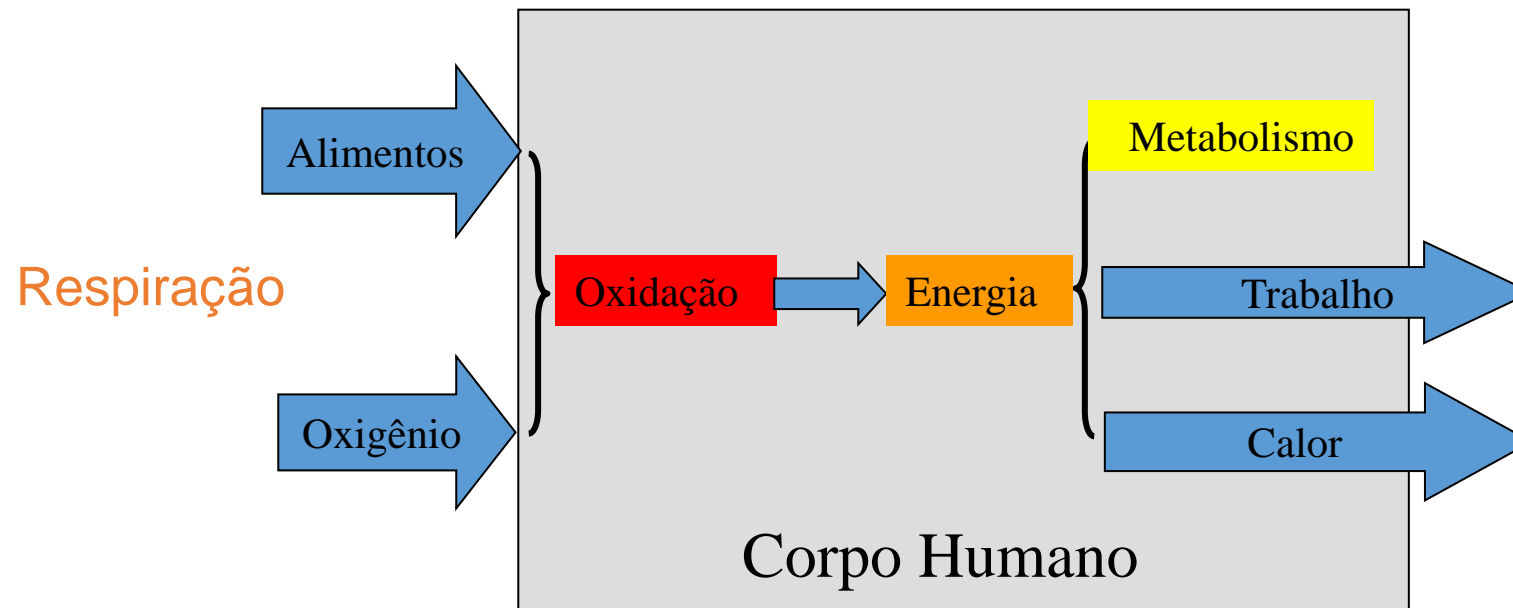 Alimentos
Metabolismo
Respiração
Oxidação
Energia
Trabalho
Oxigênio
Calor
Corpo Humano